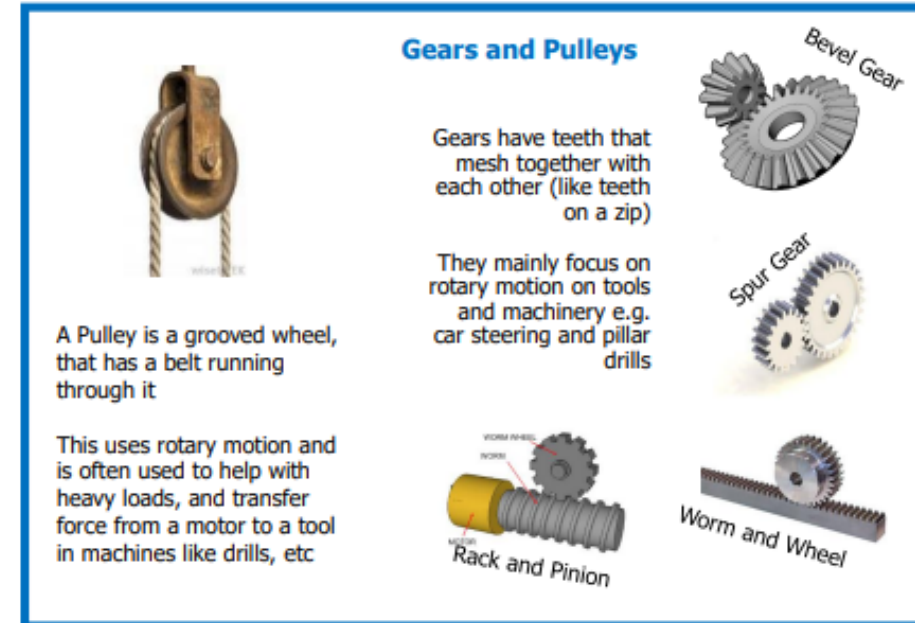 Gears and Pulleys
Bevel Gear
Gears have teeth that
mesh together with
each other (like teeth
on a zip)
They mainly focus on
rotary motion on tools
and machinery e.g.
car steering and pillar
drills
Spur Gear
A Pulley is a grooved wheel,
that has a belt running
through it
This uses rotary motion and
is often used to help with
heavy loads, and transfer
force from a motor to a tool
in machines like drills, etc
WORM WHEEL
WORM
MOTOR
Rack and Pinion
Worm and Wheel